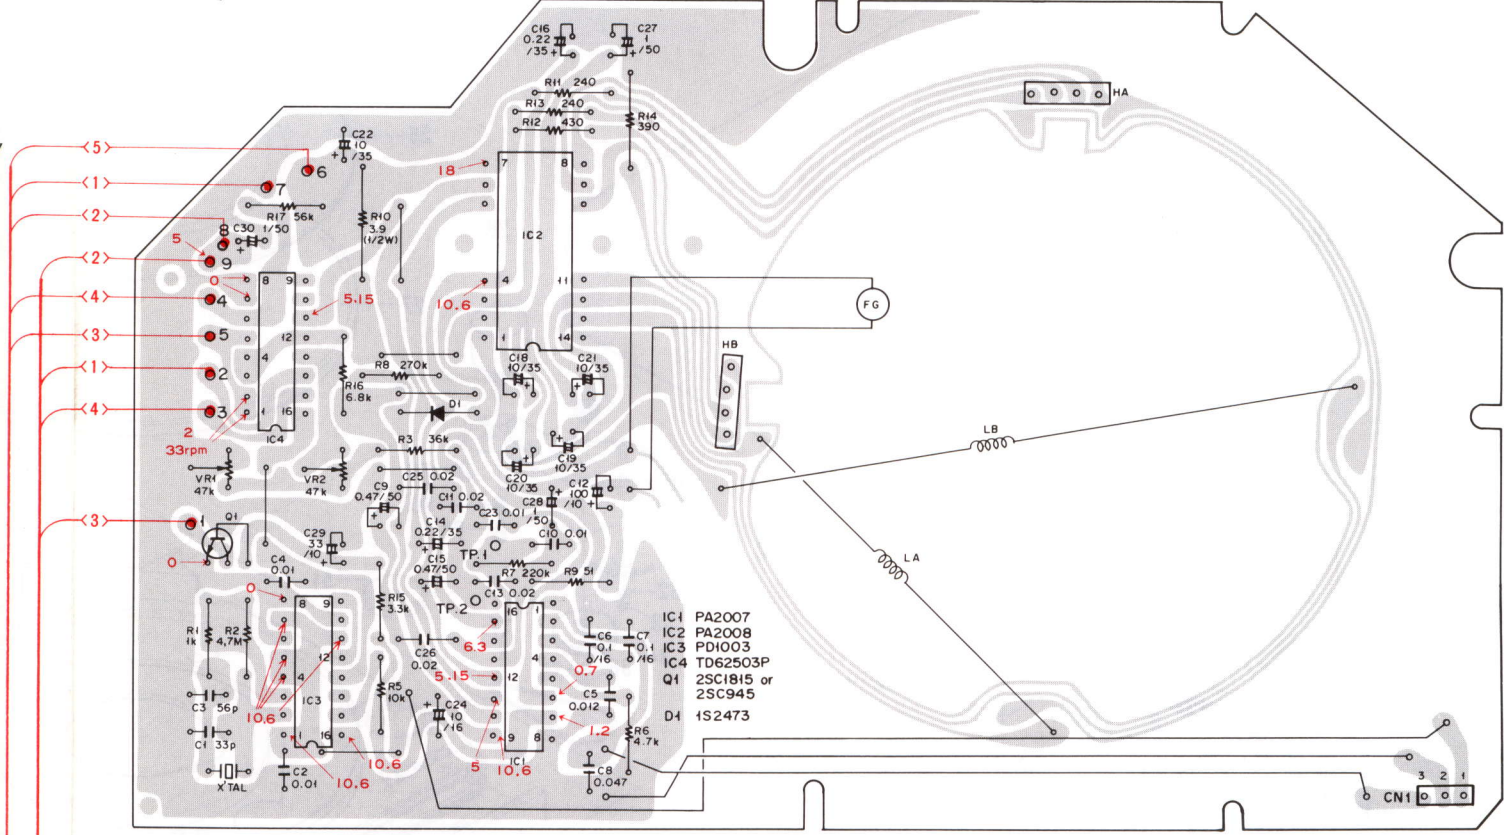 C16
0.22
/35
+
C27
1
/50
+
R11 240
R13 240
R12 430
R14
390
HA
<5>
<1>
<2>
<2>
<4>
<3>
<1>
<4>
<3>
C22
10
/35
+
6
7
R17 56k
8
C30 1/50
+
5
9
0
4
5
2
3
R10
3.9
(1/2W)
18
7
8
IC2
4
11
10.6
1
14
8
9
5.15
12
4
1
16
IC4
2
33rpm
R16
6.8k
R8 270k
D1
R3 36k
C18
10/35
+
C21
10/35
+
C19
10/35
+
C20
10/35
+
FG
HB
LB
LA
VR1
47k
VR2
47k
C9
0.47/50
+
C25 0.02
C11 0.02
C28
1
/50
C12
100
/10
+
C23 0.01
C10 0.01
1
Q1
0
C29
33
/10
+
C14
0.22/35
+
C15
0.47/50
+
TP.1
TP.2
R7 220k
R9 51
C13 0.02
C4
0.01
0
8
9
R1
1k
R2
4.7M
R15
3.3k
12
4
IC3
1
16
10.6
10.6
10.6
C3 56p
C1 33p
X'TAL
C2
0.01
C26
0.02
R5
10k
C24
10
/16
+
16
1
6.3
12
4
5.15
0.7
5
9
8
10.6
1.2
IC1
C6
0.1
/16
C7
0.1
/16
C5
0.012
R6
4.7k
C8
0.047
IC1 PA2007
IC2 PA2008
IC3 PD1003
IC4 TD62503P
Q1 2SC1815 or
2SC945
D1 1S2473
CN1
3 2 1